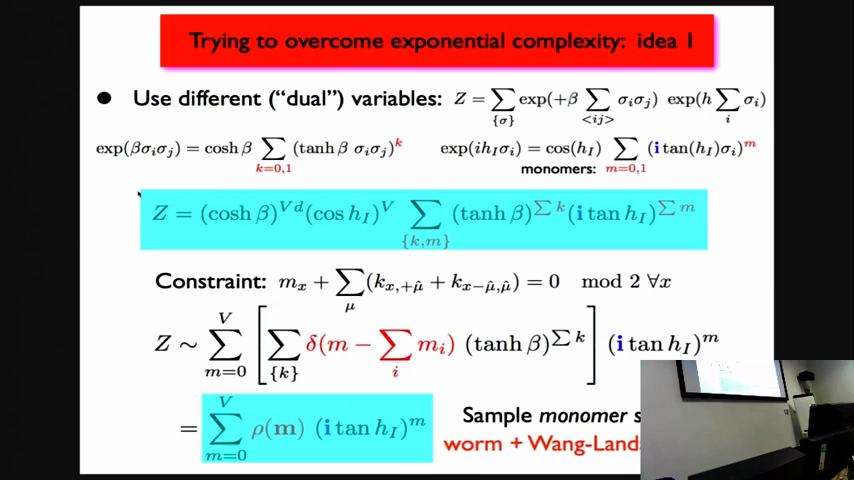 Trying to overcome exponential complexity: idea 1
● Use different ("dual") variables: Z = ∑_{σ} exp(+β ∑_{<ij>} σ_iσ_j) exp(h ∑_i σ_i)
exp(βσ_iσ_j) = cosh β ∑_{k=0,1} (tanh β σ_iσ_j)^k exp(ih_Iσ_i) = cos(h_I) ∑_{m=0,1} (i tan(h_I)σ_i)^m
monomers:
Z = (cosh β)^{Vd}(cos h_I)^V ∑_{{k,m}} (tanh β)^{∑ k}(i tan h_I)^{∑ m}
Constraint: m_x + ∑_μ (k_{x,+μ̂} + k_{x−μ̂,μ̂}) = 0 mod 2 ∀x
Z ∼ ∑_{m=0}^{V} [∑_{{k}} δ(m − ∑_i m_i) (tanh β)^{∑ k}] (i tan h_I)^m
= ∑_{m=0}^{V} ρ(m) (i tan h_I)^m
Sample monomer
worm +